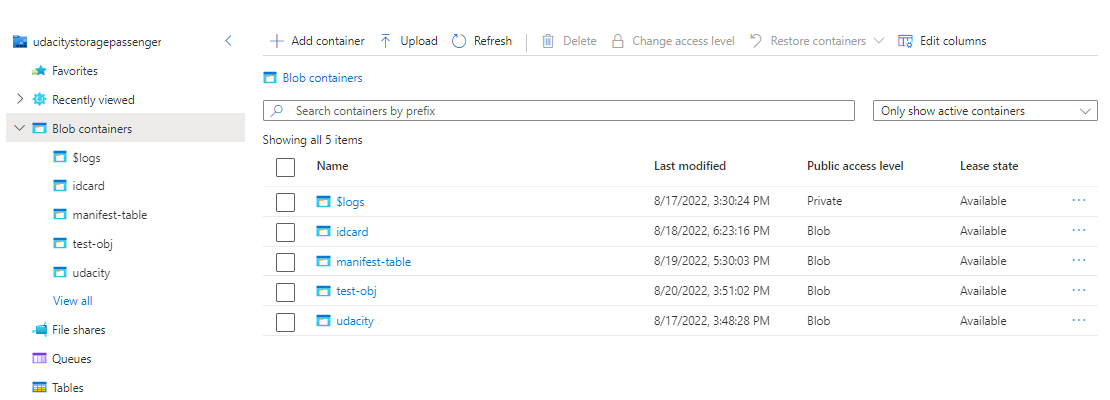 udacitystoragepassenger
Favorites
Recently viewed
Blob containers
$logs
idcard
manifest-table
test-obj
udacity
View all
File shares
Queues
Tables
Add container Upload Refresh Delete Change access level Restore containers Edit columns
Blob containers
Search containers by prefix Only show active containers
Showing all 5 items
Name Last modified Public access level Lease state
$logs 8/17/2022, 3:30:24 PM Private Available
idcard 8/18/2022, 6:23:16 PM Blob Available
manifest-table 8/19/2022, 5:30:03 PM Blob Available
test-obj 8/20/2022, 3:51:02 PM Blob Available
udacity 8/17/2022, 3:48:28 PM Blob Available